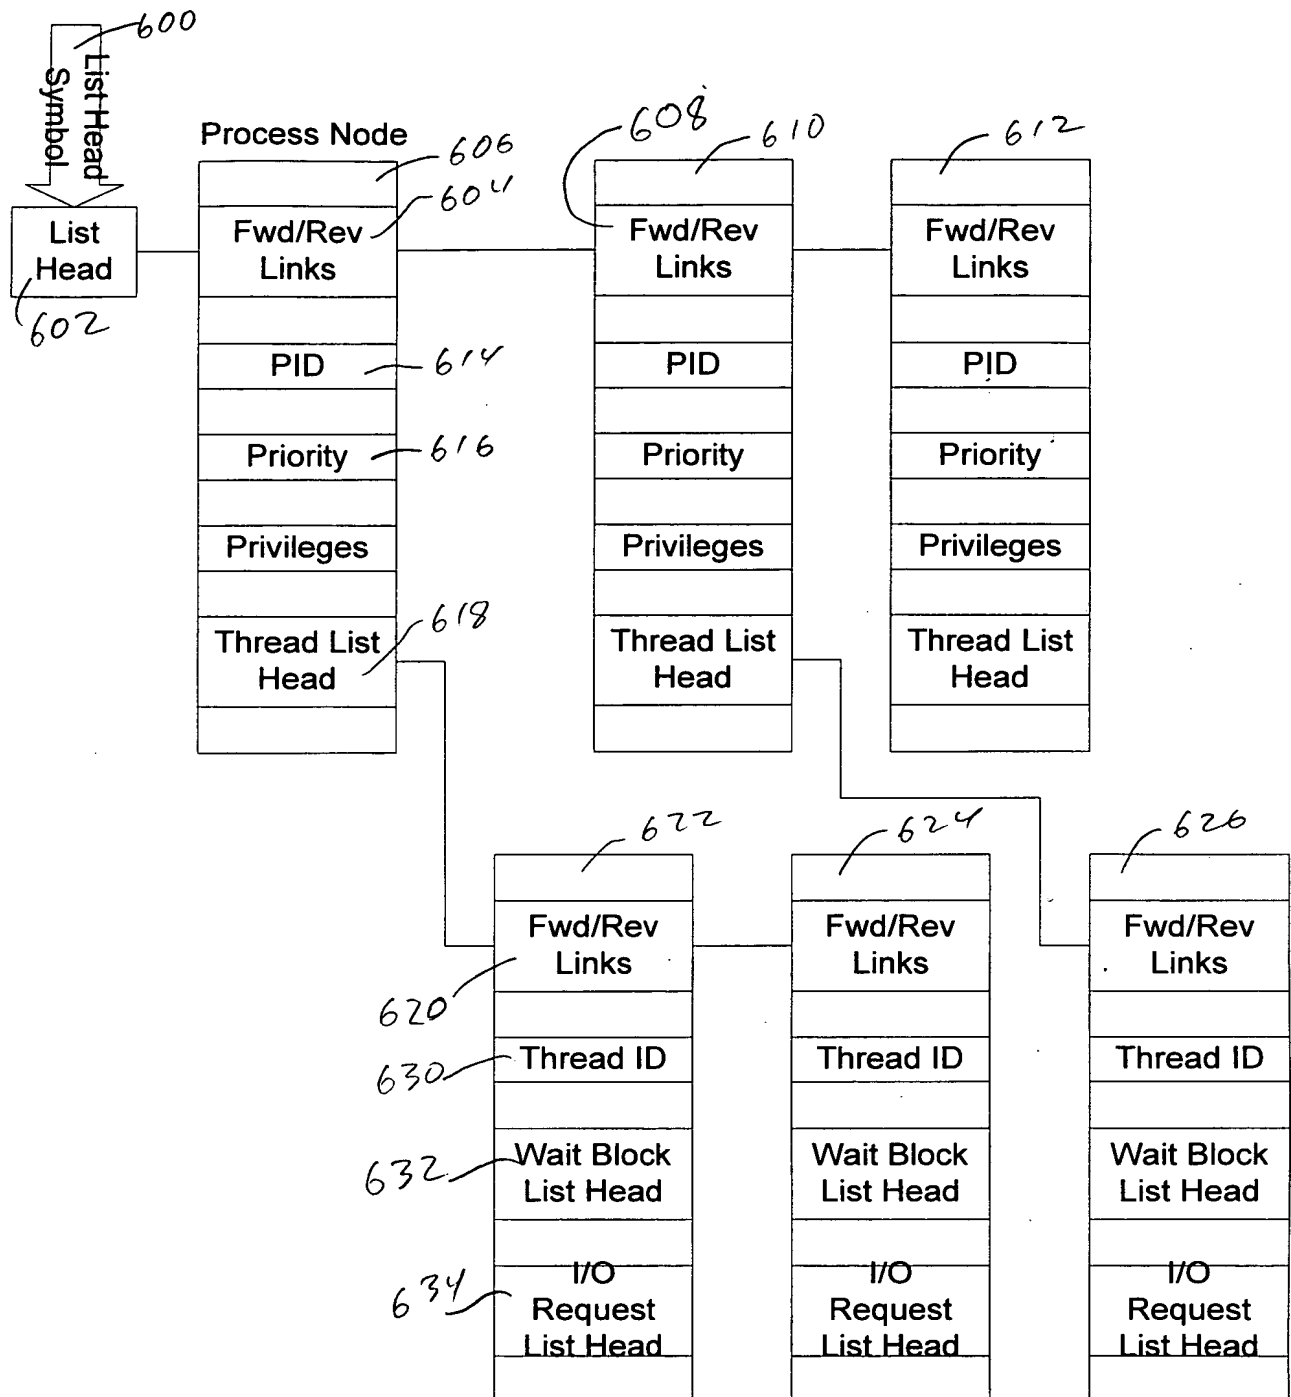 600
List Head
Symbol
Process Node
606
608
610
612
604
List
Head
Fwd/Rev
Links
Fwd/Rev
Links
Fwd/Rev
Links
602
PID
614
PID
PID
Priority
616
Priority
Priority
Privileges
Privileges
Privileges
618
Thread List
Head
Thread List
Head
Thread List
Head
622
624
626
Fwd/Rev
Links
Fwd/Rev
Links
Fwd/Rev
Links
620
630
Thread ID
Thread ID
Thread ID
632
Wait Block
List Head
Wait Block
List Head
Wait Block
List Head
634
I/O
Request
List Head
I/O
Request
List Head
I/O
Request
List Head